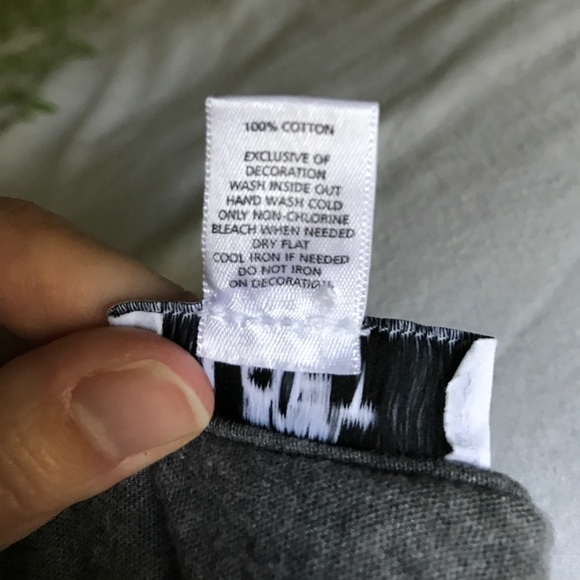 100% COTTON
EXCLUSIVE OF
DECORATION
WASH INSIDE OUT
HAND WASH COLD
ONLY NON-CHLORINE
BLEACH WHEN NEEDED
DRY FLAT
COOL IRON IF NEEDED
DO NOT IRON
ON DECORATION